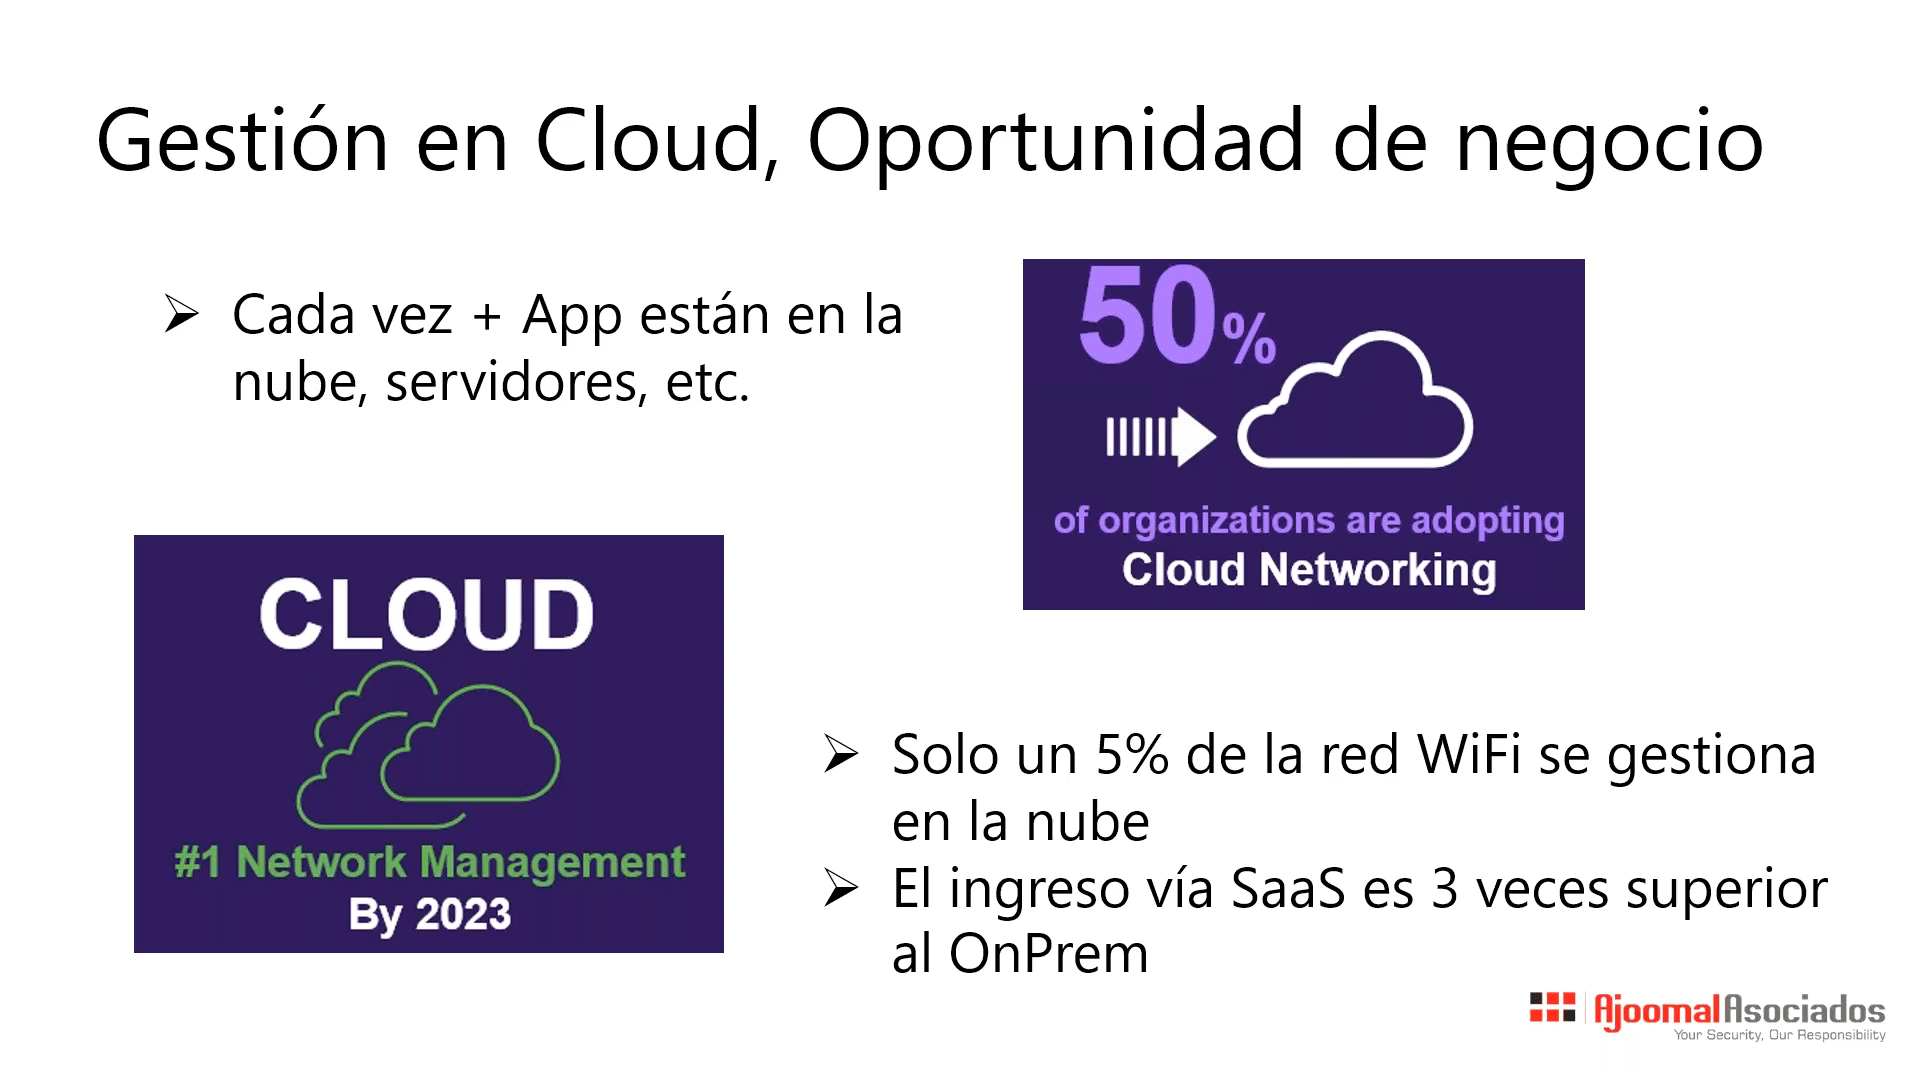 Gestión en Cloud, Oportunidad de negocio
➢ Cada vez + App están en la
nube, servidores, etc.
50%
of organizations are adopting
Cloud Networking
CLOUD
#1 Network Management
By 2023
➢ Solo un 5% de la red WiFi se gestiona
en la nube
➢ El ingreso vía SaaS es 3 veces superior
al OnPrem
AjoomalAsociados
Your Security, Our Responsibility